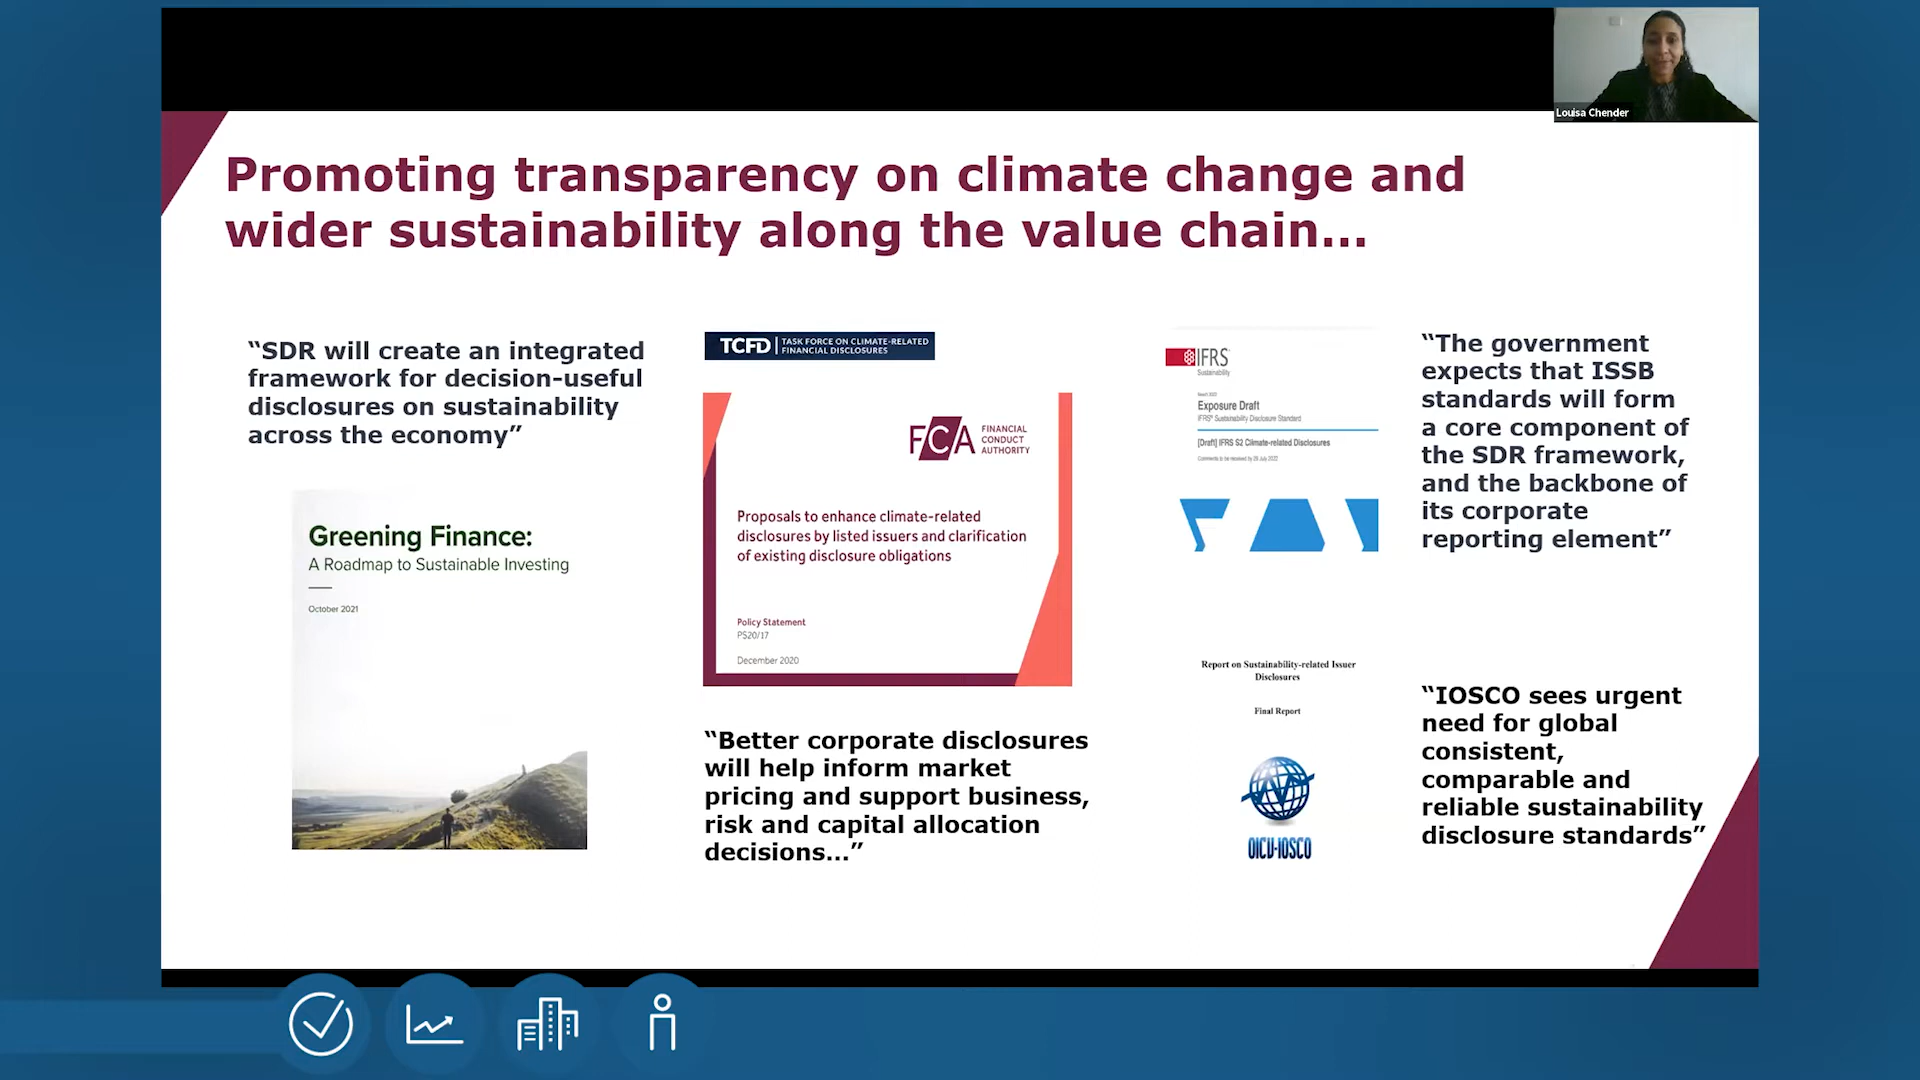 Louisa Chender
Promoting transparency on climate change and
wider sustainability along the value chain...
“SDR will create an integrated
framework for decision-useful
disclosures on sustainability
across the economy”
Greening Finance:
A Roadmap to Sustainable Investing
October 2021
TCFD
TASK FORCE ON CLIMATE-RELATED
FINANCIAL DISCLOSURES
FCA
FINANCIAL
CONDUCT
AUTHORITY
Proposals to enhance climate-related
disclosures by listed issuers and clarification
of existing disclosure obligations
Policy Statement
PS20/17
December 2020
“Better corporate disclosures
will help inform market
pricing and support business,
risk and capital allocation
decisions...”
IFRS
Sustainability
March 2022
Exposure Draft
IFRS® Sustainability Disclosure Standard
[Draft] IFRS S2 Climate-related Disclosures
Comments to be received by 29 July 2022
“The government
expects that ISSB
standards will form
a core component of
the SDR framework,
and the backbone of
its corporate
reporting element”
Report on Sustainability-related Issuer
Disclosures
Final Report
OICU-IOSCO
“IOSCO sees urgent
need for global
consistent,
comparable and
reliable sustainability
disclosure standards”